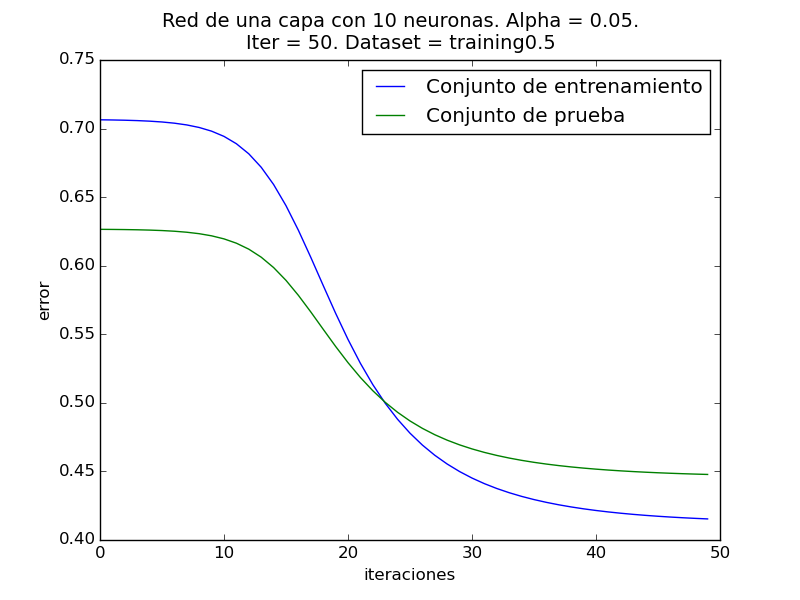 Red de una capa con 10 neuronas. Alpha = 0.05.
Iter = 50. Dataset = training0.5
Conjunto de entrenamiento
Conjunto de prueba
0.75
0.70
0.65
0.60
0.55
0.50
0.45
0.40
error
0 10 20 30 40 50
iteraciones